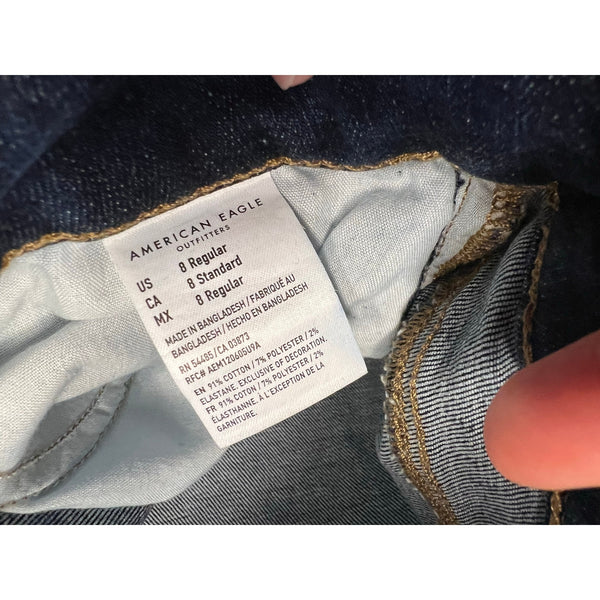 AMERICAN EAGLE
OUTFITTERS
US 8 Regular
CA 8 Standard
MX 8 Regular
MADE IN BANGLADESH / FABRIQUÉ AU
BANGLADESH / HECHO EN BANGLADESH
RN 54485 / CA 03873
RFC# AEM120605U9A
EN 91% COTTON / 7% POLYESTER / 2%
ELASTANE. EXCLUSIVE OF DECORATION.
FR 91% COTON / 7% POLYESTER / 2%
ÉLASTHANNE. À L'EXCEPTION DE LA
GARNITURE.